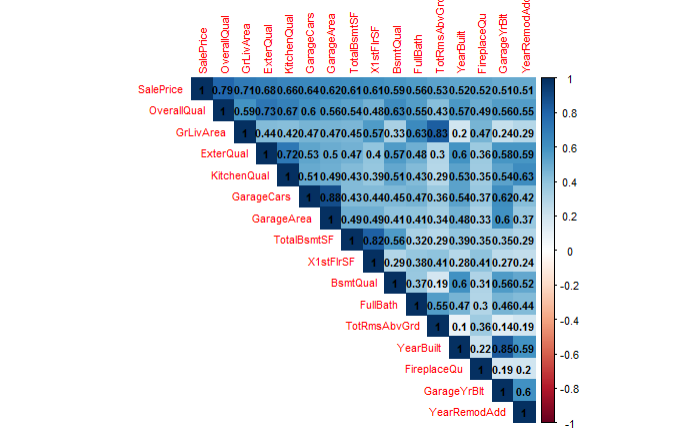 SalePrice
OverallQual
GrLivArea
ExterQual
KitchenQual
GarageCars
GarageArea
TotalBsmtSF
X1stFlrSF
BsmtQual
FullBath
TotRmsAbvGrd
YearBuilt
FireplaceQu
GarageYrBlt
YearRemodAdd
SalePrice 1 0.79 0.71 0.68 0.66 0.64 0.62 0.61 0.61 0.59 0.56 0.53 0.52 0.52 0.51 0.51
OverallQual 1 0.59 0.73 0.67 0.6 0.56 0.54 0.48 0.63 0.55 0.43 0.57 0.49 0.56 0.55
GrLivArea 1 0.44 0.42 0.47 0.47 0.45 0.57 0.33 0.63 0.83 0.2 0.47 0.24 0.29
ExterQual 1 0.72 0.53 0.5 0.47 0.4 0.57 0.48 0.3 0.6 0.36 0.58 0.59
KitchenQual 1 0.51 0.49 0.43 0.39 0.51 0.43 0.29 0.53 0.35 0.54 0.63
GarageCars 1 0.88 0.43 0.44 0.45 0.47 0.36 0.54 0.37 0.62 0.42
GarageArea 1 0.49 0.49 0.41 0.41 0.34 0.48 0.33 0.6 0.37
TotalBsmtSF 1 0.82 0.56 0.32 0.29 0.39 0.35 0.35 0.29
X1stFlrSF 1 0.29 0.38 0.41 0.28 0.41 0.27 0.24
BsmtQual 1 0.37 0.19 0.6 0.31 0.56 0.52
FullBath 1 0.55 0.47 0.3 0.46 0.44
TotRmsAbvGrd 1 0.1 0.36 0.14 0.19
YearBuilt 1 0.22 0.85 0.59
FireplaceQu 1 0.19 0.2
GarageYrBlt 1 0.6
YearRemodAdd 1
1
0.8
0.6
0.4
0.2
0
-0.2
-0.4
-0.6
-0.8
-1